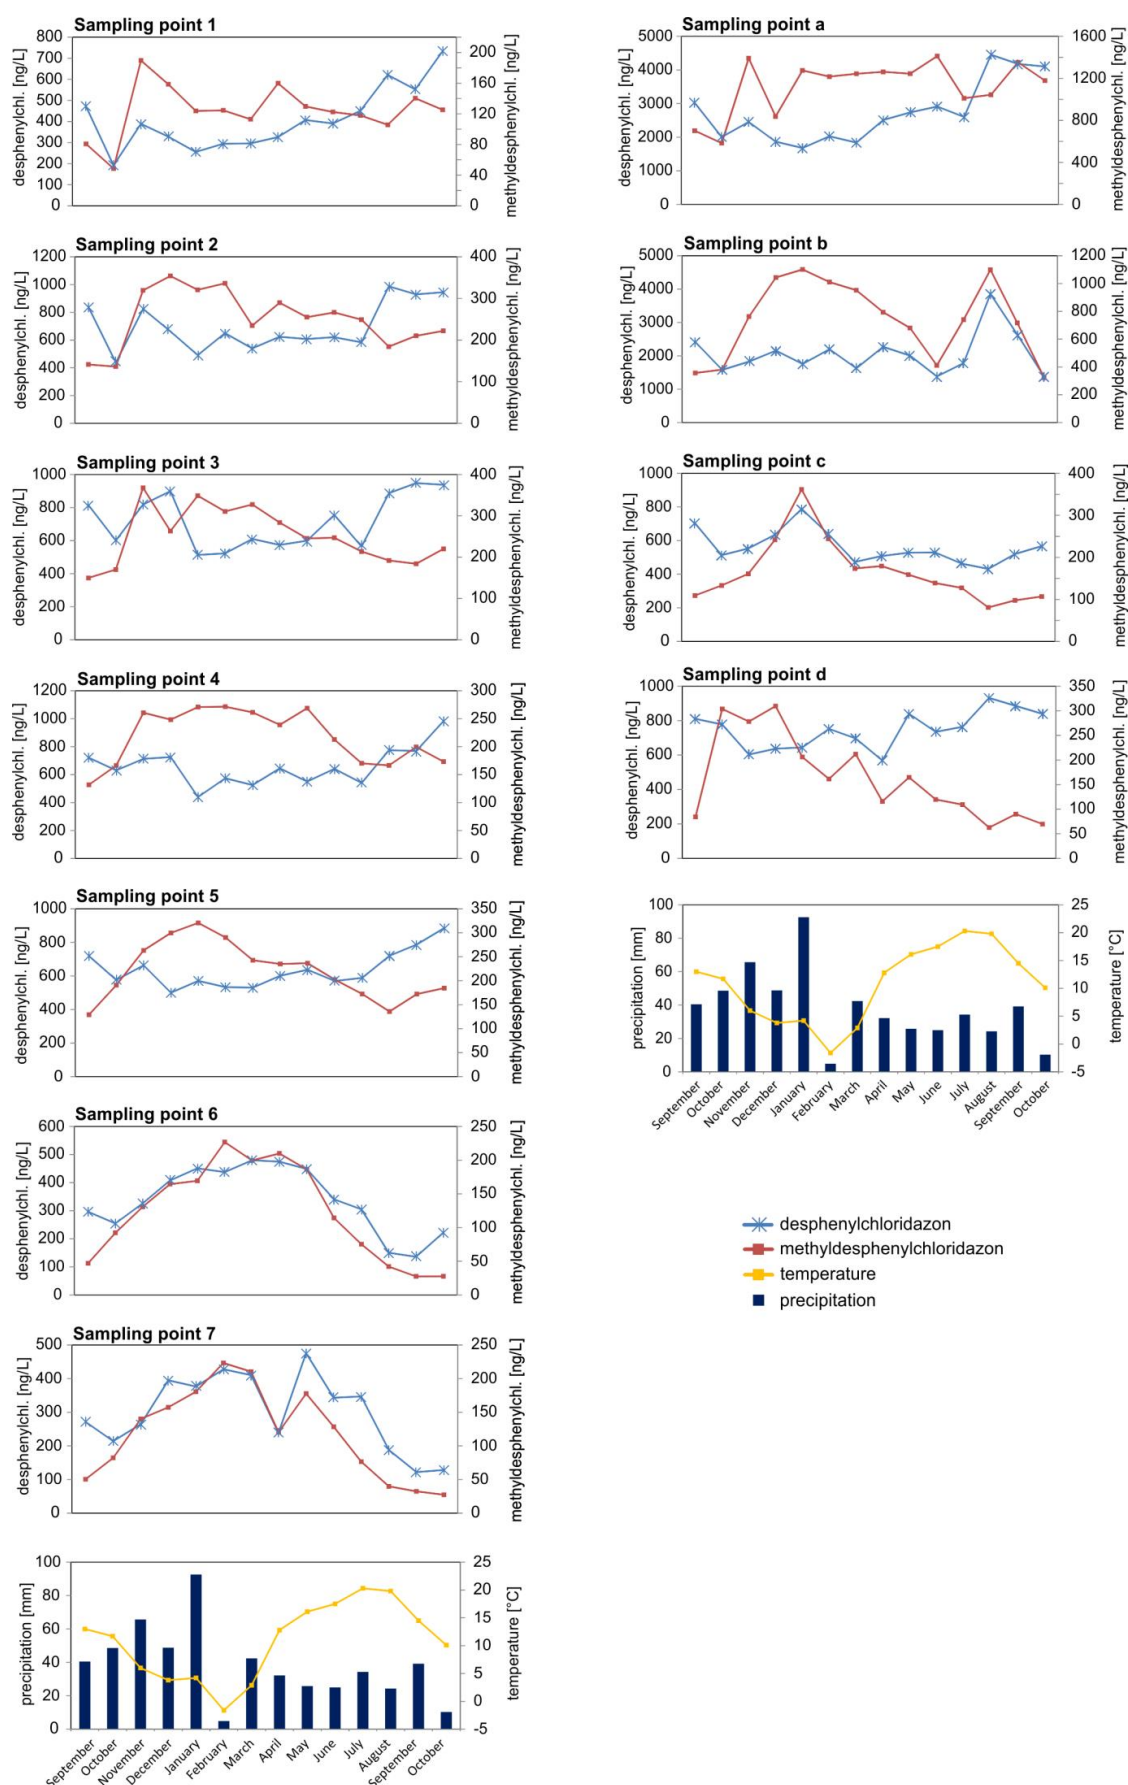 Sampling point 1
desphenylchl. [ng/L]
800
700
600
500
400
300
200
100
0
200
160
120
80
40
0
methyldesphenylchl. [ng/L]
Sampling point 2
desphenylchl. [ng/L]
1200
1000
800
600
400
200
0
400
300
200
100
0
methyldesphenylchl. [ng/L]
Sampling point 3
desphenylchl. [ng/L]
1000
800
600
400
200
0
400
300
200
100
0
methyldesphenylchl. [ng/L]
Sampling point 4
desphenylchl. [ng/L]
1200
1000
800
600
400
200
0
300
250
200
150
100
50
0
methyldesphenylchl. [ng/L]
Sampling point 5
desphenylchl. [ng/L]
1000
800
600
400
200
0
350
300
250
200
150
100
50
0
methyldesphenylchl. [ng/L]
Sampling point 6
desphenylchl. [ng/L]
600
500
400
300
200
100
0
250
200
150
100
50
0
methyldesphenylchl. [ng/L]
Sampling point 7
desphenylchl. [ng/L]
500
400
300
200
100
0
250
200
150
100
50
0
methyldesphenylchl. [ng/L]
precipitation [mm]
100
80
60
40
20
0
25
20
15
10
5
0
-5
temperature [°C]
September
October
November
December
January
February
March
April
May
June
July
August
September
October
Sampling point a
desphenylchl. [ng/L]
5000
4000
3000
2000
1000
0
1600
1200
800
400
0
methyldesphenylchl. [ng/L]
Sampling point b
desphenylchl. [ng/L]
5000
4000
3000
2000
1000
0
1200
1000
800
600
400
200
0
methyldesphenylchl. [ng/L]
Sampling point c
desphenylchl. [ng/L]
1000
800
600
400
200
0
400
300
200
100
0
methyldesphenylchl. [ng/L]
Sampling point d
desphenylchl. [ng/L]
1000
800
600
400
200
0
350
300
250
200
150
100
50
0
methyldesphenylchl. [ng/L]
precipitation [mm]
100
80
60
40
20
0
25
20
15
10
5
0
-5
temperature [°C]
September
October
November
December
January
February
March
April
May
June
July
August
September
October
desphenylchloridazon
methyldesphenylchloridazon
temperature
precipitation